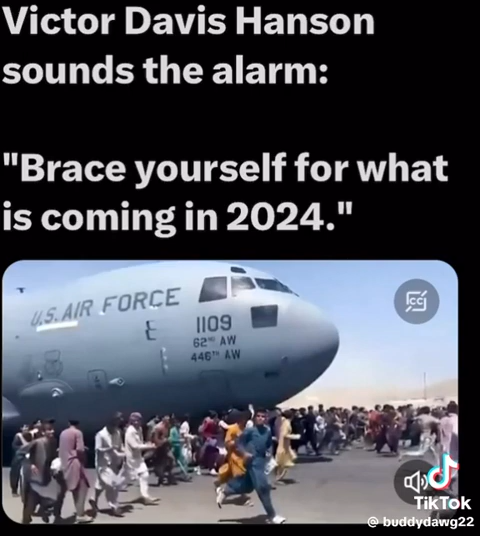 Victor Davis Hanson
sounds the alarm:
"Brace yourself for what
is coming in 2024."
U.S. AIR FORCE
1109
62ND AW
446TH AW
CC
TikTok
@ buddydawg22